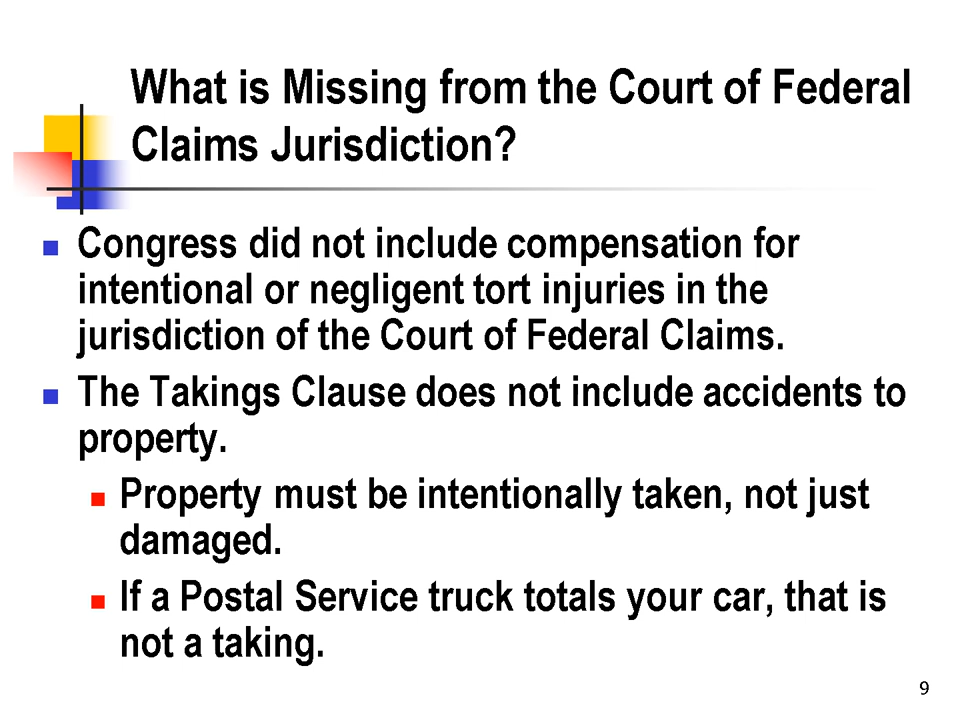 What is Missing from the Court of Federal
Claims Jurisdiction?
Congress did not include compensation for
intentional or negligent tort injuries in the
jurisdiction of the Court of Federal Claims.
The Takings Clause does not include accidents to
property.
Property must be intentionally taken, not just
damaged.
If a Postal Service truck totals your car, that is
not a taking.
9